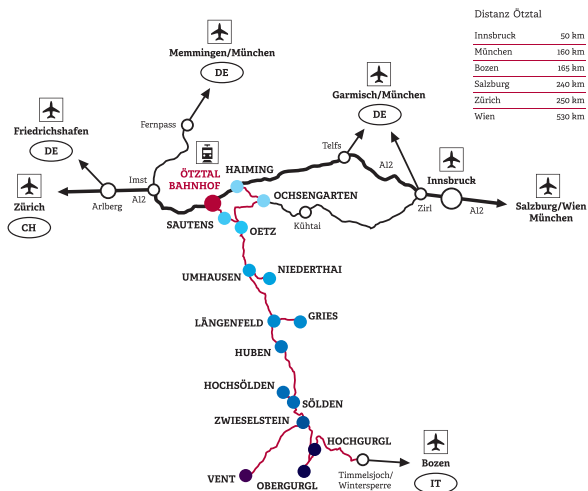 Distanz Ötztal
Innsbruck 50 km
München 160 km
Bozen 165 km
Salzburg 240 km
Zürich 250 km
Wien 530 km
Memmingen/München
DE
Garmisch/München
DE
Fernpass
Friedrichshafen
DE
Telfs
A12
ÖTZTAL
BAHNHOF
HAIMING
Innsbruck
Imst
A12
Zürich
CH
Arlberg
OCHSENGARTEN
Zirl
A12
Salzburg/Wien
München
SAUTENS
OETZ
Kühtai
UMHAUSEN
NIEDERTHAI
LÄNGENFELD
GRIES
HUBEN
HOCHSÖLDEN
SÖLDEN
ZWIESELSTEIN
HOCHGURGL
Bozen
IT
VENT
OBERGURGL
Timmelsjoch/
Wintersperre